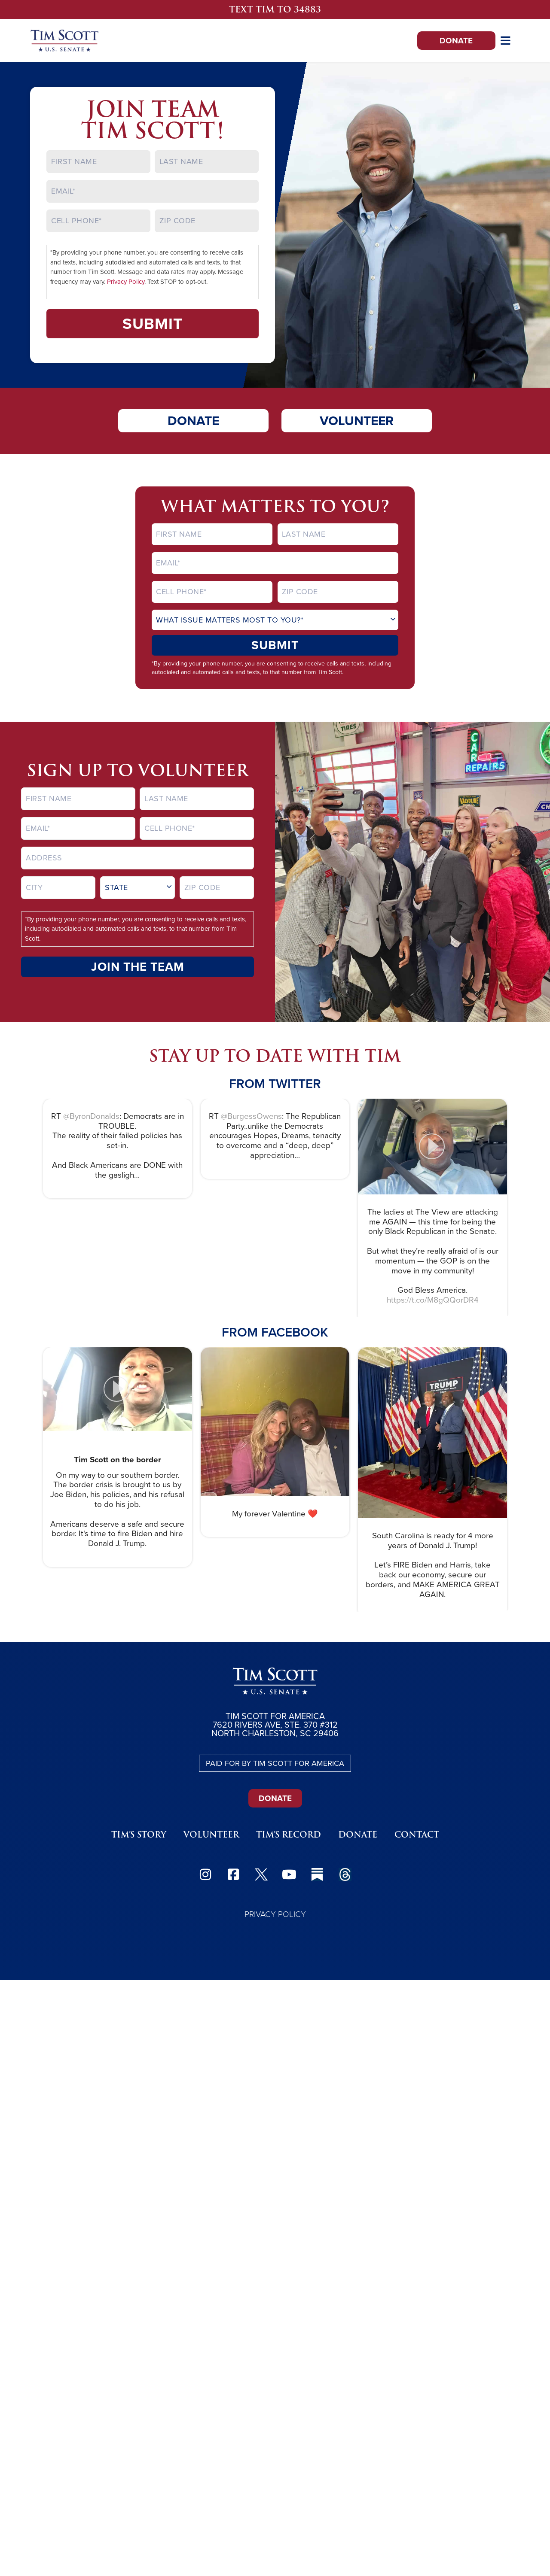 TEXT TIM TO 34883
TIM SCOTT
U.S. SENATE
DONATE
JOIN TEAM
TIM SCOTT!
FIRST NAME
LAST NAME
EMAIL*
CELL PHONE*
ZIP CODE
*By providing your phone number, you are consenting to receive calls
and texts, including autodialed and automated calls and texts, to that
number from Tim Scott. Message and data rates may apply. Message
frequency may vary. Privacy Policy. Text STOP to opt-out.
SUBMIT
DONATE
VOLUNTEER
WHAT MATTERS TO YOU?
FIRST NAME
LAST NAME
EMAIL*
CELL PHONE*
ZIP CODE
WHAT ISSUE MATTERS MOST TO YOU?*
SUBMIT
*By providing your phone number, you are consenting to receive calls and texts, including
autodialed and automated calls and texts, to that number from Tim Scott.
SIGN UP TO VOLUNTEER
FIRST NAME
LAST NAME
EMAIL*
CELL PHONE*
ADDRESS
CITY
STATE
ZIP CODE
*By providing your phone number, you are consenting to receive calls and texts,
including autodialed and automated calls and texts, to that number from Tim
Scott.
JOIN THE TEAM
TIRES
CAR
REPAIRS
VALVOLINE
STAY UP TO DATE WITH TIM
FROM TWITTER
RT @ByronDonalds: Democrats are in
TROUBLE.
The reality of their failed policies has
set-in.
And Black Americans are DONE with
the gasligh...
RT @BurgessOwens: The Republican
Party..unlike the Democrats
encourages Hopes, Dreams, tenacity
to overcome and a “deep, deep”
appreciation...
The ladies at The View are attacking
me AGAIN — this time for being the
only Black Republican in the Senate.
But what they’re really afraid of is our
momentum — the GOP is on the
move in my community!
God Bless America.
https://t.co/M8gQQorDR4
FROM FACEBOOK
Tim Scott on the border
On my way to our southern border.
The border crisis is brought to us by
Joe Biden, his policies, and his refusal
to do his job.
Americans deserve a safe and secure
border. It’s time to fire Biden and hire
Donald J. Trump.
My forever Valentine ❤️
TRUMP
South Carolina is ready for 4 more
years of Donald J. Trump!
Let’s FIRE Biden and Harris, take
back our economy, secure our
borders, and MAKE AMERICA GREAT
AGAIN.
TIM SCOTT
U.S. SENATE
TIM SCOTT FOR AMERICA
7620 RIVERS AVE, STE. 370 #312
NORTH CHARLESTON, SC 29406
PAID FOR BY TIM SCOTT FOR AMERICA
DONATE
TIM'S STORY
VOLUNTEER
TIM'S RECORD
DONATE
CONTACT
PRIVACY POLICY